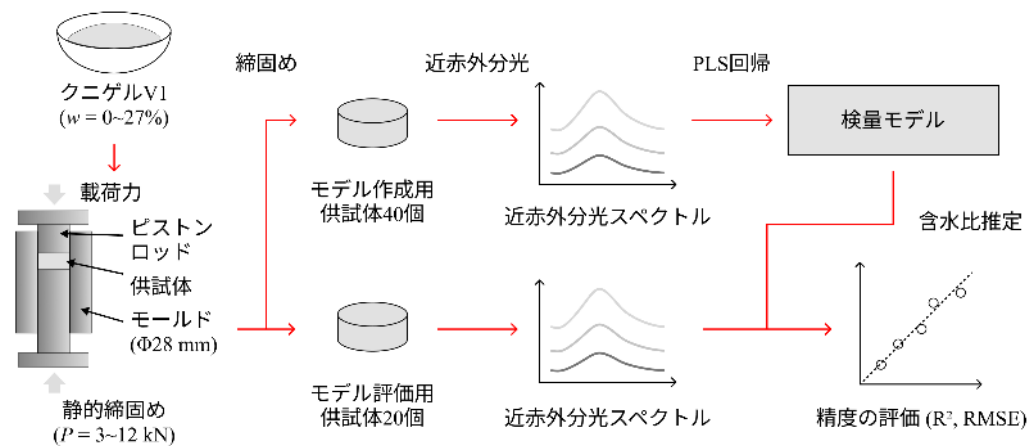 クニゲルV1
(w = 0~27%)
載荷力
ピストン
ロッド
供試体
モールド
(Φ28 mm)
静的締固め
(P = 3~12 kN)
締固め
近赤外分光
PLS回帰
モデル作成用
供試体40個
近赤外分光スペクトル
検量モデル
含水比推定
モデル評価用
供試体20個
近赤外分光スペクトル
精度の評価 (R², RMSE)